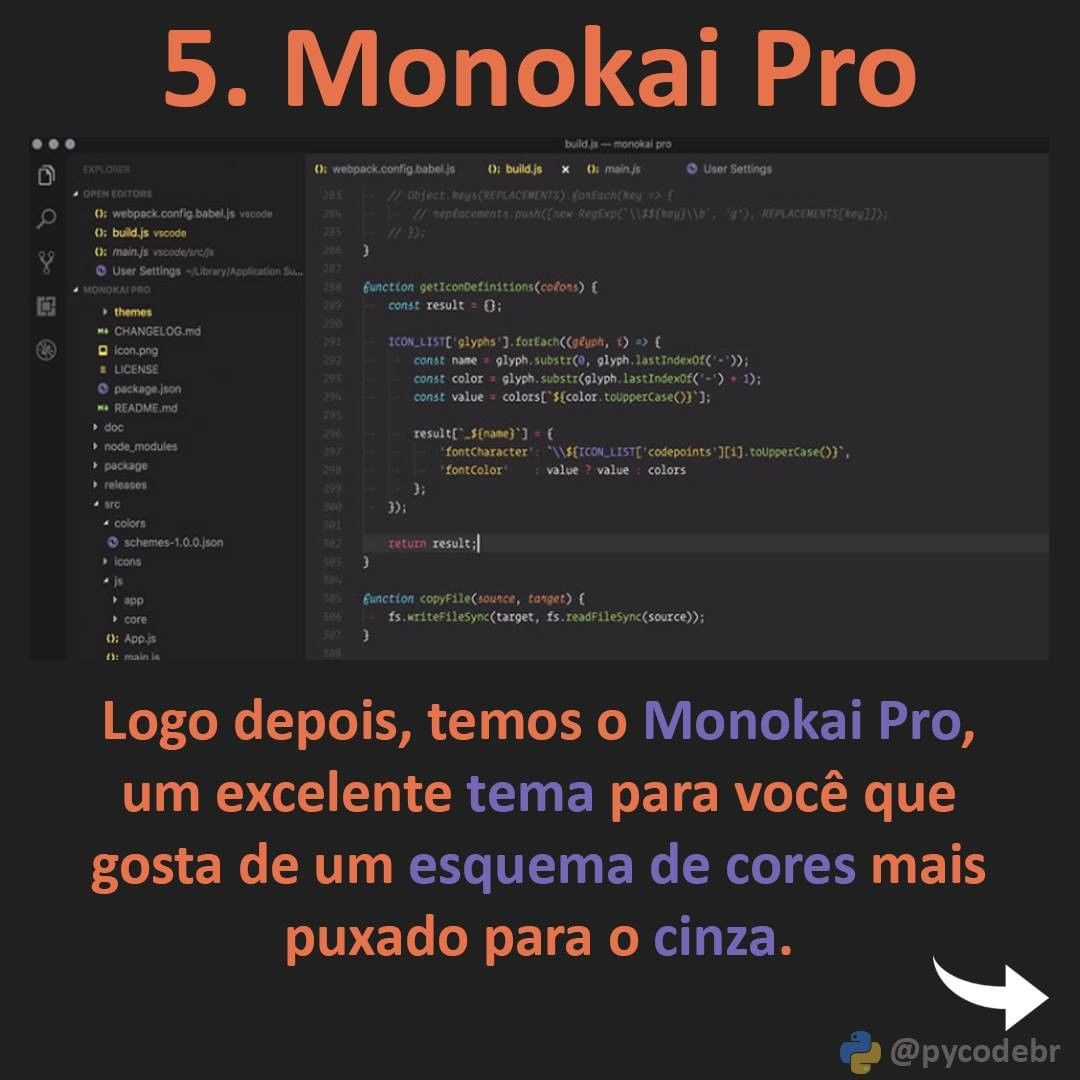 5. Monokai Pro
build.js — monokai pro
EXPLORER
OPEN EDITORS
{}; webpack.config.babel.js vscode
{}; build.js vscode
{}; main.js vscode/src/js
User Settings ~/Library/Application Su...
MONOKAI PRO
themes
CHANGELOG.md
icon.png
LICENSE
package.json
README.md
doc
node_modules
package
releases
src
colors
schemes-1.0.0.json
icons
js
app
core
{}; App.js
{}; main.js
{}; webpack.config.babel.js {}; build.js × {}; main.js User Settings
283 // Object.keys(REPLACEMENTS).forEach(key => {
284 // replacements.push([new RegExp(`\\$${key}\\b`, 'g'), REPLACEMENTS[key]]);
285 // });
286 }
287
288 function getIconDefinitions(colors) {
289 const result = {};
290
291 ICON_LIST['glyphs'].forEach((glyph, i) => {
292 const name = glyph.substr(0, glyph.lastIndexOf('-'));
293 const color = glyph.substr(glyph.lastIndexOf('-') + 1);
294 const value = colors[`${color.toUpperCase()}`];
295
296 result[`_${name}`] = {
297 'fontCharacter': `\\${ICON_LIST['codepoints'][i].toUpperCase()}`,
298 'fontColor' : value ? value : colors
299 };
300 });
301
302 return result;
303 }
304
305 function copyFile(source, target) {
306 fs.writeFileSync(target, fs.readFileSync(source));
307 }
308
Logo depois, temos o Monokai Pro,
um excelente tema para você que
gosta de um esquema de cores mais
puxado para o cinza.
@pycodebr